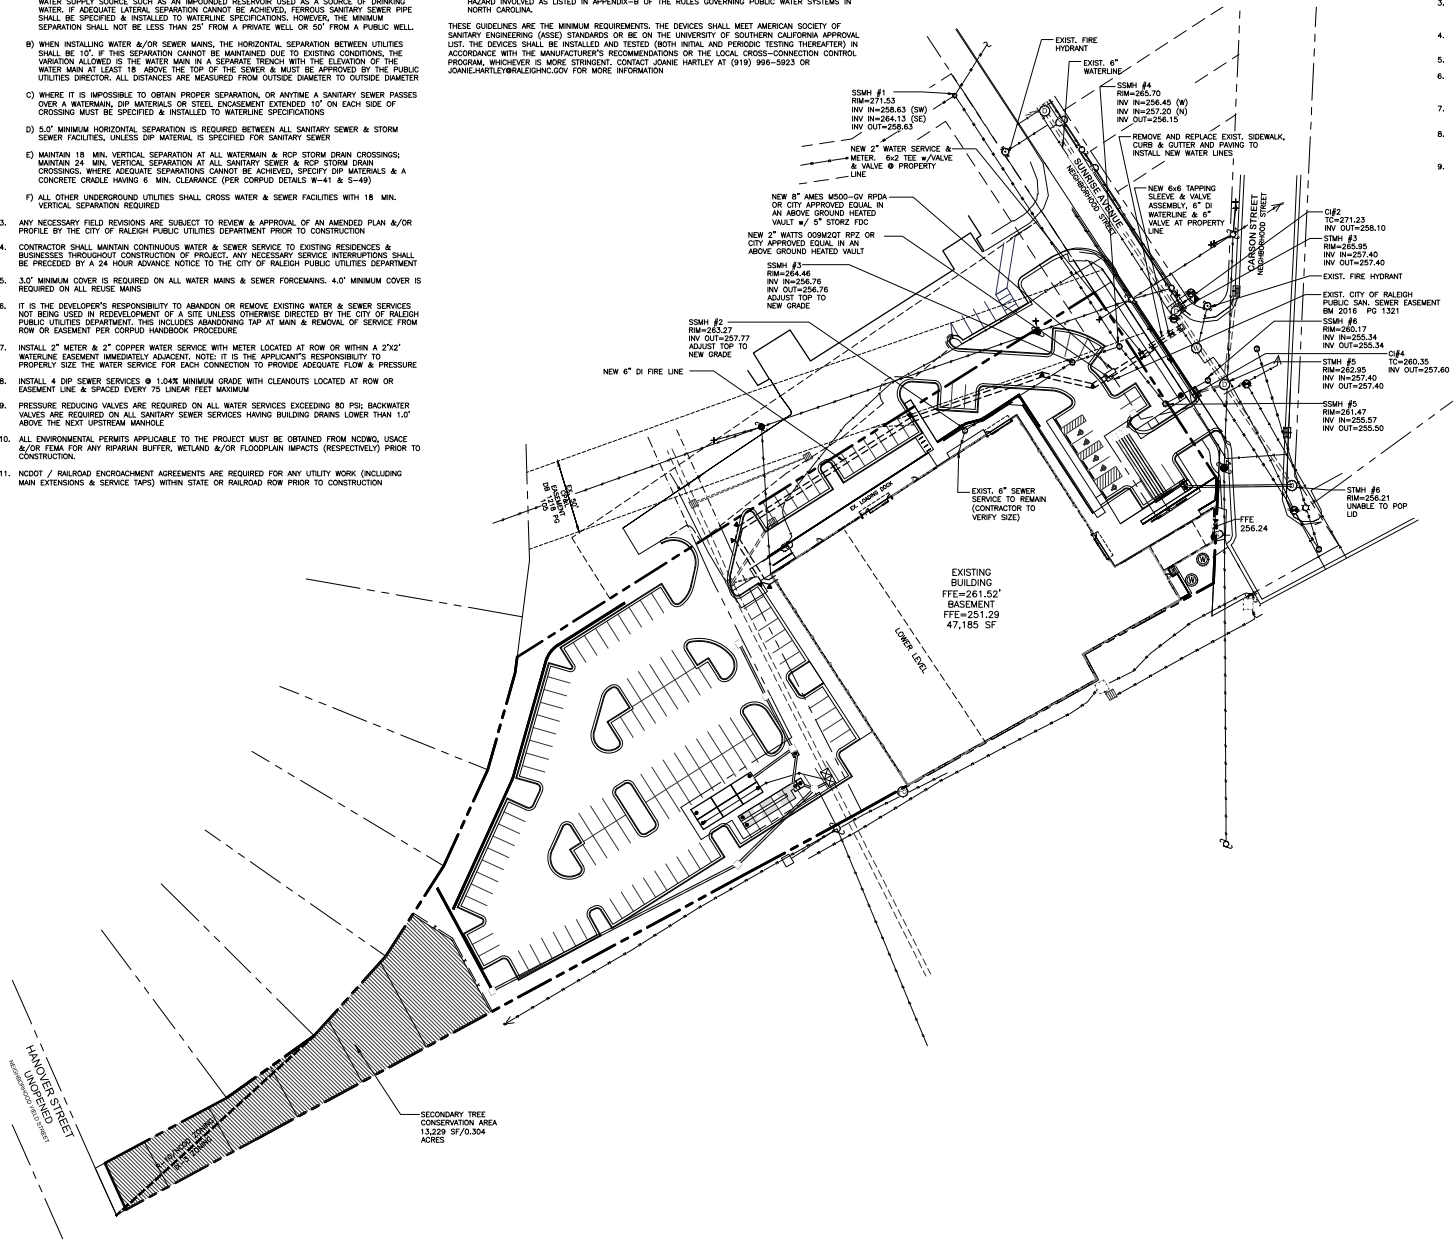 WATER SUPPLY SOURCE SUCH AS AN IMPOUNDED RESERVOIR USED AS A SOURCE OF DRINKING
WATER. IF ADEQUATE LATERAL SEPARATION CANNOT BE ACHIEVED, FERROUS SANITARY SEWER PIPE
SHALL BE SPECIFIED & INSTALLED TO WATERLINE SPECIFICATIONS. HOWEVER, THE MINIMUM
SEPARATION SHALL NOT BE LESS THAN 25' FROM A PRIVATE WELL OR 50' FROM A PUBLIC WELL.
B) WHEN INSTALLING WATER &/OR SEWER MAINS, THE HORIZONTAL SEPARATION BETWEEN UTILITIES
SHALL BE 10'. IF THIS SEPARATION CANNOT BE MAINTAINED DUE TO EXISTING CONDITIONS, THE
VARIATION ALLOWED IS THE WATER MAIN IN A SEPARATE TRENCH WITH THE ELEVATION OF THE
WATER MAIN AT LEAST 18 ABOVE THE TOP OF THE SEWER & MUST BE APPROVED BY THE PUBLIC
UTILITIES DIRECTOR. ALL DISTANCES ARE MEASURED FROM OUTSIDE DIAMETER TO OUTSIDE DIAMETER
C) WHERE IT IS IMPOSSIBLE TO OBTAIN PROPER SEPARATION, OR ANYTIME A SANITARY SEWER PASSES
OVER A WATERMAIN, DIP MATERIALS OR STEEL ENCASEMENT EXTENDED 10' ON EACH SIDE OF
CROSSING MUST BE SPECIFIED & INSTALLED TO WATERLINE SPECIFICATIONS
D) 5.0' MINIMUM HORIZONTAL SEPARATION IS REQUIRED BETWEEN ALL SANITARY SEWER & STORM
SEWER FACILITIES, UNLESS DIP MATERIAL IS SPECIFIED FOR SANITARY SEWER
E) MAINTAIN 18 MIN. VERTICAL SEPARATION AT ALL WATERMAIN & RCP STORM DRAIN CROSSINGS;
MAINTAIN 24 MIN. VERTICAL SEPARATION AT ALL SANITARY SEWER & RCP STORM DRAIN
CROSSINGS. WHERE ADEQUATE SEPARATIONS CANNOT BE ACHIEVED, SPECIFY DIP MATERIALS & A
CONCRETE CRADLE HAVING 6 MIN. CLEARANCE (PER CORPUD DETAILS W-41 & S-49)
F) ALL OTHER UNDERGROUND UTILITIES SHALL CROSS WATER & SEWER FACILITIES WITH 18 MIN.
VERTICAL SEPARATION REQUIRED
3. ANY NECESSARY FIELD REVISIONS ARE SUBJECT TO REVIEW & APPROVAL OF AN AMENDED PLAN &/OR
PROFILE BY THE CITY OF RALEIGH PUBLIC UTILITIES DEPARTMENT PRIOR TO CONSTRUCTION
4. CONTRACTOR SHALL MAINTAIN CONTINUOUS WATER & SEWER SERVICE TO EXISTING RESIDENCES &
BUSINESSES THROUGHOUT CONSTRUCTION OF PROJECT. ANY NECESSARY SERVICE INTERRUPTIONS SHALL
BE PRECEDED BY A 24 HOUR ADVANCE NOTICE TO THE CITY OF RALEIGH PUBLIC UTILITIES DEPARTMENT
5. 3.0' MINIMUM COVER IS REQUIRED ON ALL WATER MAINS & SEWER FORCEMAINS. 4.0' MINIMUM COVER IS
REQUIRED ON ALL REUSE MAINS
6. IT IS THE DEVELOPER'S RESPONSIBILITY TO ABANDON OR REMOVE EXISTING WATER & SEWER SERVICES
NOT BEING USED IN REDEVELOPMENT OF A SITE UNLESS OTHERWISE DIRECTED BY THE CITY OF RALEIGH
PUBLIC UTILITIES DEPARTMENT. THIS INCLUDES ABANDONING TAP AT MAIN & REMOVAL OF SERVICE FROM
ROW OR EASEMENT PER CORPUD HANDBOOK PROCEDURE
7. INSTALL 2" METER & 2" COPPER WATER SERVICE WITH METER LOCATED AT ROW OR WITHIN A 2'X2'
WATERLINE EASEMENT IMMEDIATELY ADJACENT. NOTE: IT IS THE APPLICANT'S RESPONSIBILITY TO
PROPERLY SIZE THE WATER SERVICE FOR EACH CONNECTION TO PROVIDE ADEQUATE FLOW & PRESSURE
8. INSTALL 4 DIP SEWER SERVICES @ 1.04% MINIMUM GRADE WITH CLEANOUTS LOCATED AT ROW OR
EASEMENT LINE & SPACED EVERY 75 LINEAR FEET MAXIMUM
9. PRESSURE REDUCING VALVES ARE REQUIRED ON ALL WATER SERVICES EXCEEDING 80 PSI; BACKWATER
VALVES ARE REQUIRED ON ALL SANITARY SEWER SERVICES HAVING BUILDING DRAINS LOWER THAN 1.0'
ABOVE THE NEXT UPSTREAM MANHOLE
10. ALL ENVIRONMENTAL PERMITS APPLICABLE TO THE PROJECT MUST BE OBTAINED FROM NCDWQ, USACE
&/OR FEMA FOR ANY RIPARIAN BUFFER, WETLAND &/OR FLOODPLAIN IMPACTS (RESPECTIVELY) PRIOR TO
CONSTRUCTION.
11. NCDOT / RAILROAD ENCROACHMENT AGREEMENTS ARE REQUIRED FOR ANY UTILITY WORK (INCLUDING
MAIN EXTENSIONS & SERVICE TAPS) WITHIN STATE OR RAILROAD ROW PRIOR TO CONSTRUCTION
HAZARD INVOLVED AS LISTED IN APPENDIX-B OF THE RULES GOVERNING PUBLIC WATER SYSTEMS IN
NORTH CAROLINA.
THESE GUIDELINES ARE THE MINIMUM REQUIREMENTS. THE DEVICES SHALL MEET AMERICAN SOCIETY OF
SANITARY ENGINEERING (ASSE) STANDARDS OR BE ON THE UNIVERSITY OF SOUTHERN CALIFORNIA APPROVAL
LIST. THE DEVICES SHALL BE INSTALLED AND TESTED (BOTH INITIAL AND PERIODIC TESTING THEREAFTER) IN
ACCORDANCE WITH THE MANUFACTURER'S RECOMMENDATIONS OR THE LOCAL CROSS-CONNECTION CONTROL
PROGRAM, WHICHEVER IS MORE STRINGENT. CONTACT JOANIE HARTLEY AT (919) 996-5923 OR
JOANIE.HARTLEY@RALEIGHNC.GOV FOR MORE INFORMATION
3.
4.
5.
6.
7.
8.
9.
EXIST. FIRE
HYDRANT
EXIST. 6"
WATERLINE
SSMH #4
RIM=265.70
INV IN=256.45 (W)
INV IN=257.20 (N)
INV OUT=256.15
SSMH #1
RIM=271.53
INV IN=258.63 (SW)
INV IN=264.13 (SE)
INV OUT=258.63
REMOVE AND REPLACE EXIST. SIDEWALK,
CURB & GUTTER AND PAVING TO
INSTALL NEW WATER LINES
NEW 2" WATER SERVICE &
METER. 6x2 TEE w/VALVE
& VALVE @ PROPERTY
LINE
SUNRISE AVENUE
NEIGHBORHOOD STREET
NEW 6x6 TAPPING
SLEEVE & VALVE
ASSEMBLY, 6" DI
WATERLINE & 6"
VALVE AT PROPERTY
LINE
CARSON STREET
NEIGHBORHOOD STREET
NEW 8" AMES M500-GV RPDA
OR CITY APPROVED EQUAL IN
AN ABOVE GROUND HEATED
VAULT w/ 5" STORZ FDC
NEW 2" WATTS 009M2QT RPZ OR
CITY APPROVED EQUAL IN AN
ABOVE GROUND HEATED VAULT
CI#2
TC=271.23
INV OUT=258.10
STMH #3
RIM=265.95
INV IN=257.40
INV OUT=257.40
EXIST. FIRE HYDRANT
EXIST. CITY OF RALEIGH
PUBLIC SAN. SEWER EASEMENT
BM 2016 PG 1321
SSMH #3
RIM=264.46
INV IN=256.76
INV OUT=256.76
ADJUST TOP TO
NEW GRADE
SSMH #2
RIM=263.27
INV OUT=257.77
ADJUST TOP TO
NEW GRADE
NEW 6" DI FIRE LINE
SSMH #6
RIM=260.17
INV IN=255.34
INV OUT=255.34
CI#4
TC=260.35
INV OUT=257.60
STMH #5
RIM=262.95
INV IN=257.40
INV OUT=257.40
SSMH #5
RIM=261.47
INV IN=255.57
INV OUT=255.50
EX. 50'
CP&L
EASEMENT
DB 1218 PG
105
EX. LOADING DOCK
EXIST. 6" SEWER
SERVICE TO REMAIN
(CONTRACTOR TO
VERIFY SIZE)
STMH #6
RIM=256.21
UNABLE TO POP
LID
FFE
256.24
W
W
EXISTING
BUILDING
FFE=261.52'
BASEMENT
FFE=251.29
47,185 SF
LOWER LEVEL
SECONDARY TREE
CONSERVATION AREA
13,229 SF/0.304
ACRES
HANOVER STREET
UNOPENED
NEIGHBORHOOD YIELD STREET